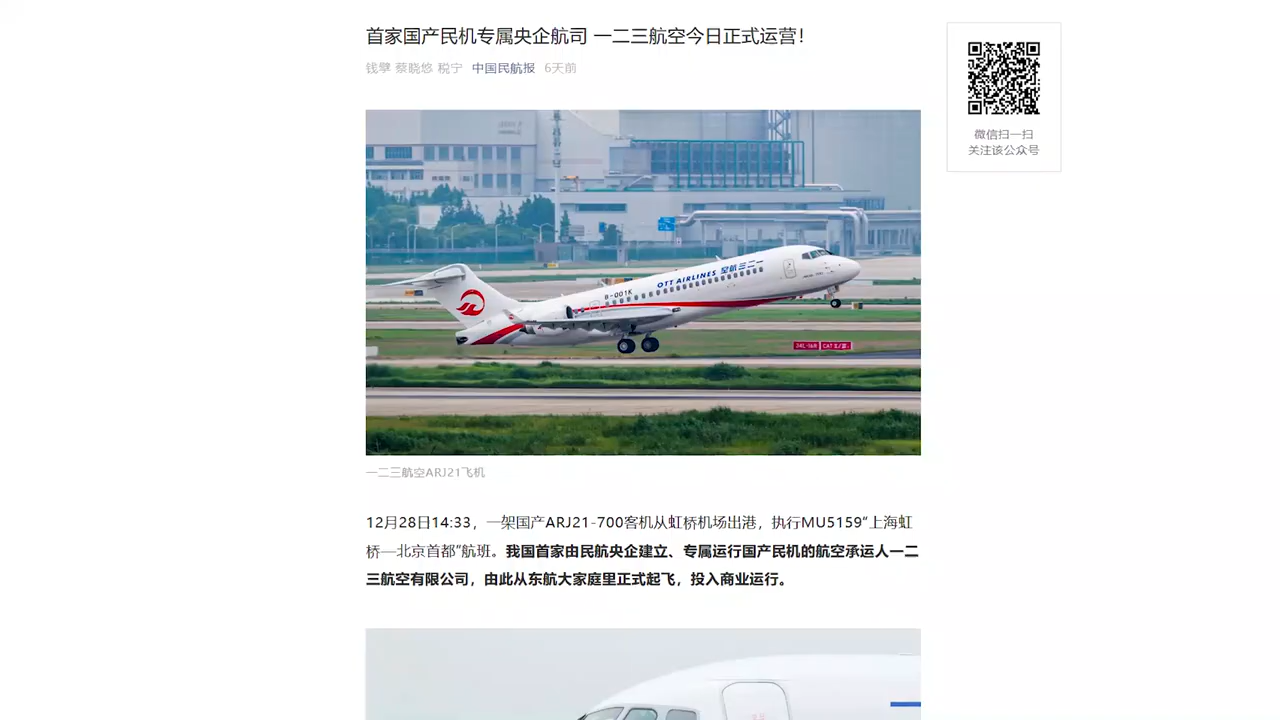 首家国产民机专属央企航司 一二三航空今日正式运营！
钱擘 蔡晓悠 税宁 中国民航报 6天前
微信扫一扫
关注该公众号
OTT AIRLINES 空航三二一
B-001K
一二三航空ARJ21飞机
12月28日14:33，一架国产ARJ21-700客机从虹桥机场出港，执行MU5159“上海虹
桥—北京首都”航班。我国首家由民航央企建立、专属运行国产民机的航空承运人一二
三航空有限公司，由此从东航大家庭里正式起飞，投入商业运行。